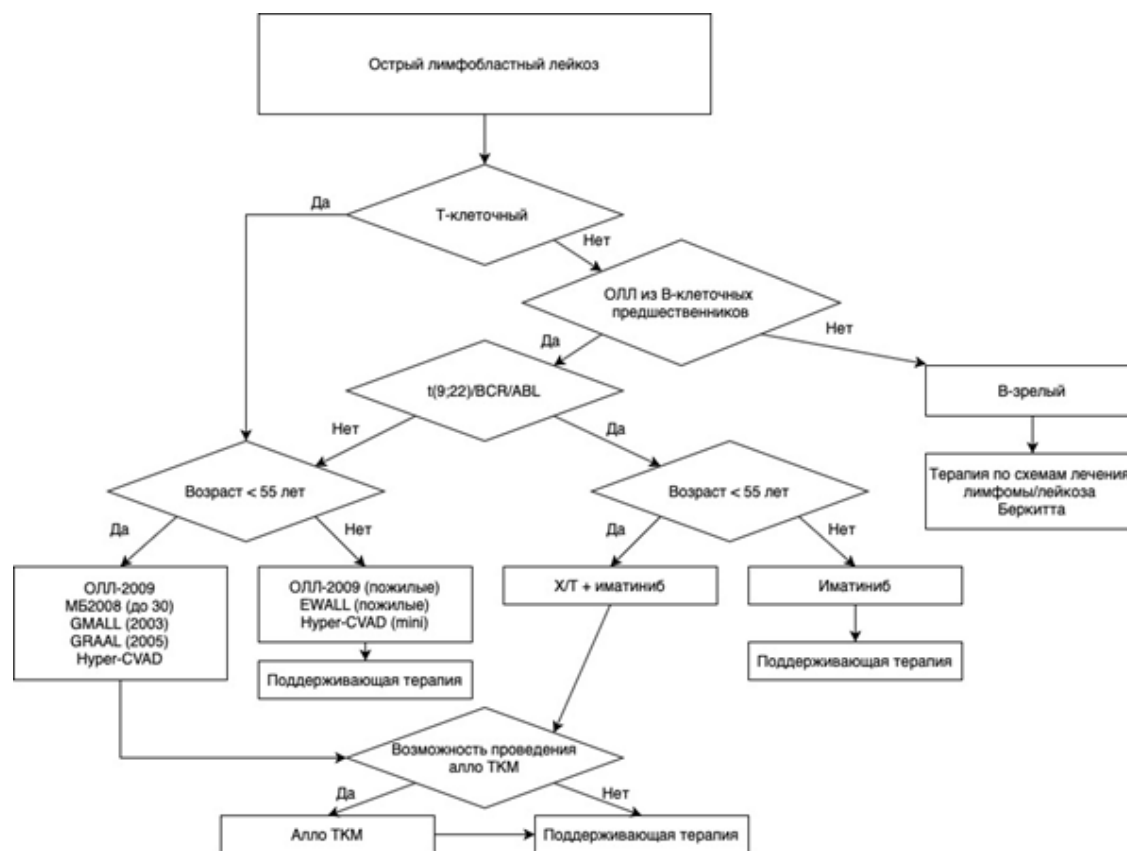 Острый лимфобластный лейкоз
Да
Т-клеточный
Нет
ОЛЛ из В-клеточных
предшественников
Да
Нет
t(9;22)/BCR/ABL
В-зрелый
Нет
Да
Терапия по схемам лечения
лимфомы/лейкоза
Беркитта
Возраст < 55 лет
Возраст < 55 лет
Да
Нет
Да
Нет
ОЛЛ-2009
МБ2008 (до 30)
GMALL (2003)
GRAAL (2005)
Hyper-CVAD
ОЛЛ-2009 (пожилые)
EWALL (пожилые)
Hyper-CVAD (mini)
Х/Т + иматиниб
Иматиниб
Поддерживающая терапия
Поддерживающая терапия
Возможность проведения
алло ТКМ
Да
Нет
Алло ТКМ
Поддерживающая терапия